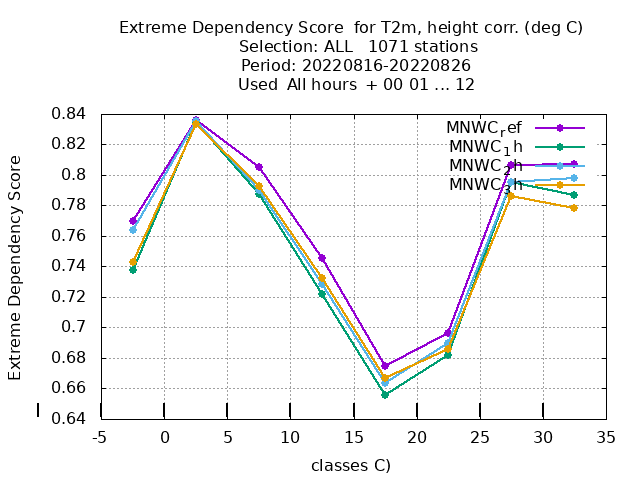 Extreme Dependency Score  for T2m, height corr. (deg C)
Selection: ALL   1071 stations
Period: 20220816-20220826
Used  All hours  + 00 01 ... 12
Extreme Dependency Score
0.84
0.82
0.8
0.78
0.76
0.74
0.72
0.7
0.68
0.66
0.64
MNWC_ref
MNWC_1h
MNWC_2h
MNWC_3h
-5 0 5 10 15 20 25 30 35
classes C)